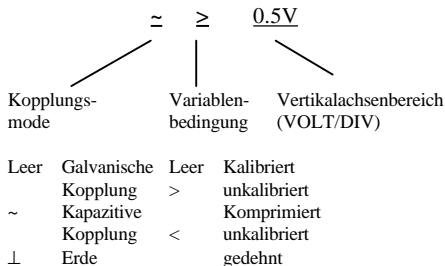 ~ ≥ 0.5V
Kopplungs- Variablen- Vertikalachsenbereich
mode bedingung (VOLT/DIV)
Leer Galvanische Leer Kalibriert
Kopplung > unkalibriert
~ Kapazitive Komprimiert
Kopplung < unkalibriert
⊥ Erde gedehnt